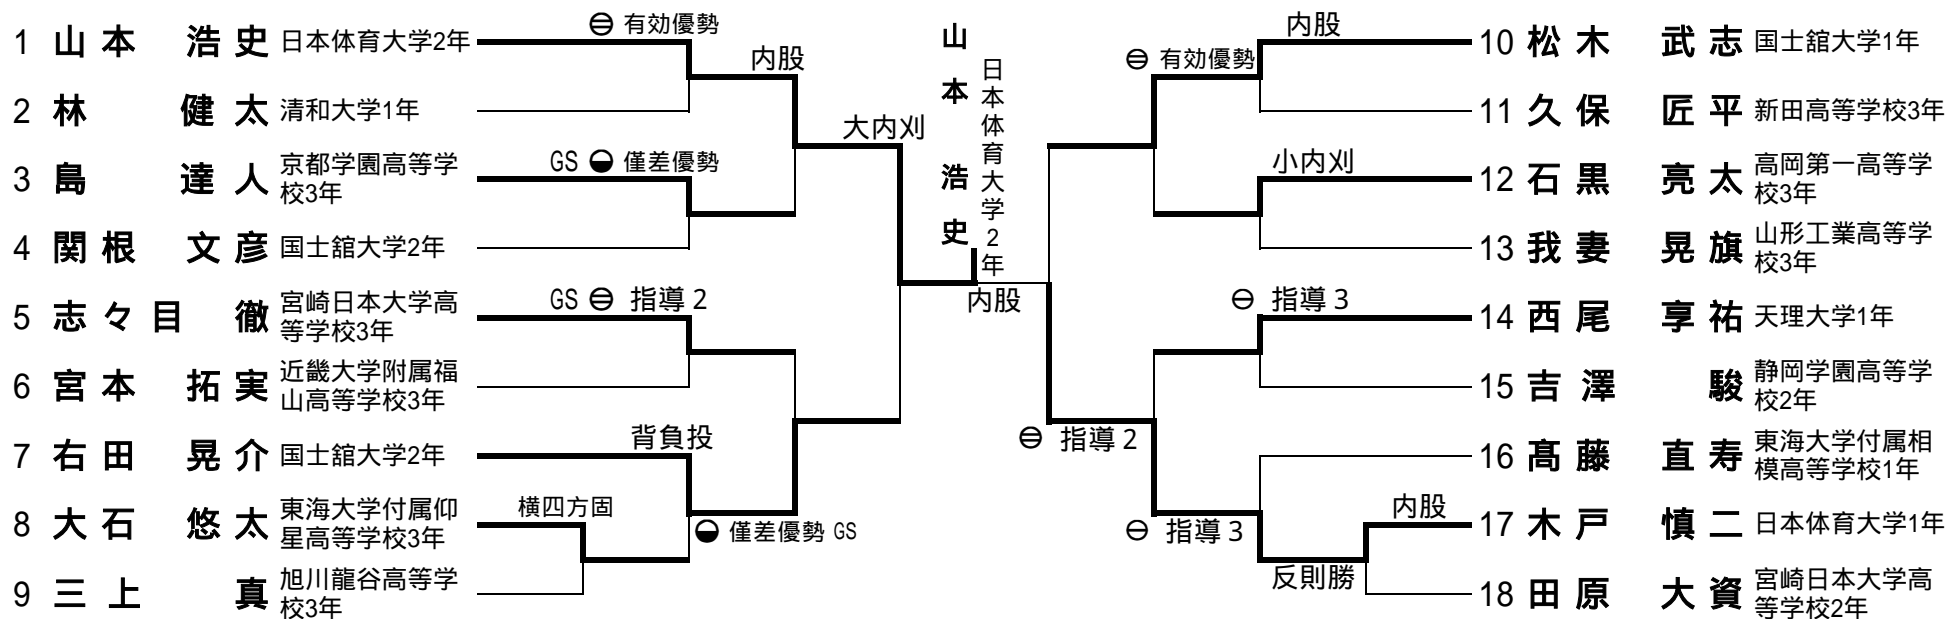 1 山本 浩史 日本体育大学2年
2 林 健太 清和大学1年
3 島 達人 京都学園高等学
校3年
4 関根 文彦 国士舘大学2年
5 志々目 徹 宮崎日本大学高
等学校3年
6 宮本 拓実 近畿大学附属福
山高等学校3年
7 右田 晃介 国士舘大学2年
8 大石 悠太 東海大学付属仰
星高等学校3年
9 三上 真 旭川龍谷高等学
校3年
有効優勢
GS 僅差優勢
GS 指導2
背負投
横四方固
内股
僅差優勢 GS
大内刈
山本 浩史
日本体育大学2年
内股
有効優勢
指導2
指導3
内股
小内刈
指導3
内股
反則勝
10 松木 武志 国士舘大学1年
11 久保 匠平 新田高等学校3年
12 石黒 亮太 高岡第一高等学
校3年
13 我妻 晃旗 山形工業高等学
校3年
14 西尾 享祐 天理大学1年
15 吉澤 駿 静岡学園高等学
校2年
16 髙藤 直寿 東海大学付属相
模高等学校1年
17 木戸 慎二 日本体育大学1年
18 田原 大資 宮崎日本大学高
等学校2年